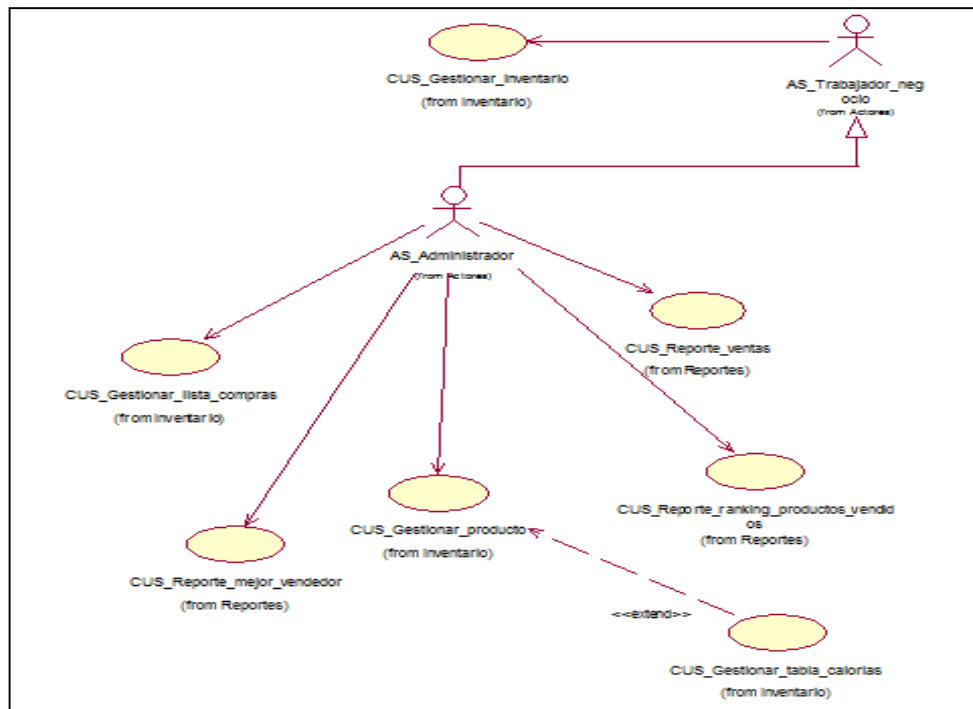 CUS_Gestionar_Inventario
(from Inventario)
AS_Trabajador_neg
ocio
(from Actores)
AS_Administrador
(from Actores)
CUS_Reporte_ventas
(from Reportes)
CUS_Gestionar_lista_compras
(from Inventario)
CUS_Gestionar_producto
(from Inventario)
CUS_Reporte_ranking_productos_vendid
os
(from Reportes)
CUS_Reporte_mejor_vendedor
(from Reportes)
<<extend>>
CUS_Gestionar_tabla_calorias
(from Inventario)